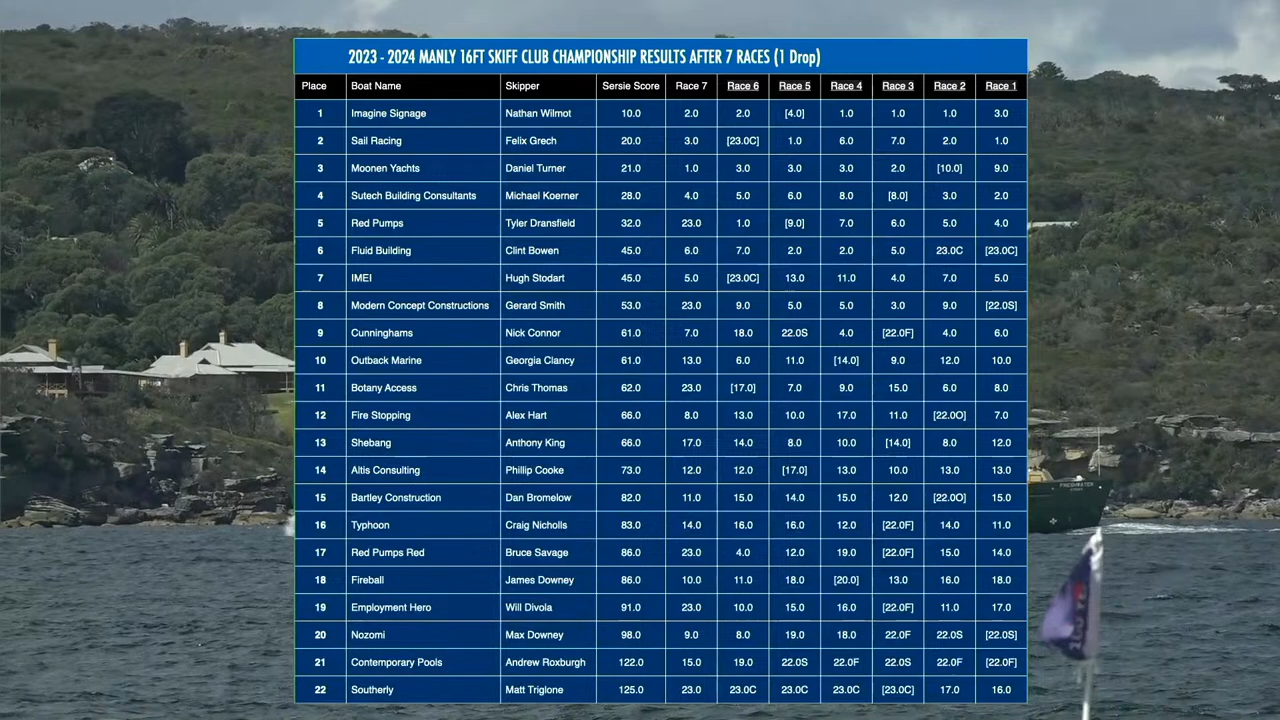 2023 - 2024 MANLY 16FT SKIFF CLUB CHAMPIONSHIP RESULTS AFTER 7 RACES (1 Drop)
Place Boat Name Skipper Sersie Score Race 7 Race 6 Race 5 Race 4 Race 3 Race 2 Race 1
1 Imagine Signage Nathan Wilmot 10.0 2.0 2.0 [4.0] 1.0 1.0 1.0 3.0
2 Sail Racing Felix Grech 20.0 3.0 [23.0C] 1.0 6.0 7.0 2.0 1.0
3 Moonen Yachts Daniel Turner 21.0 1.0 3.0 3.0 3.0 2.0 [10.0] 9.0
4 Sutech Building Consultants Michael Koerner 28.0 4.0 5.0 6.0 8.0 [8.0] 3.0 2.0
5 Red Pumps Tyler Dransfield 32.0 23.0 1.0 [9.0] 7.0 6.0 5.0 4.0
6 Fluid Building Clint Bowen 45.0 6.0 7.0 2.0 2.0 5.0 23.0C [23.0C]
7 IMEI Hugh Stodart 45.0 5.0 [23.0C] 13.0 11.0 4.0 7.0 5.0
8 Modern Concept Constructions Gerard Smith 53.0 23.0 9.0 5.0 5.0 3.0 9.0 [22.0S]
9 Cunninghams Nick Connor 61.0 7.0 18.0 22.0S 4.0 [22.0F] 4.0 6.0
10 Outback Marine Georgia Clancy 61.0 13.0 6.0 11.0 [14.0] 9.0 12.0 10.0
11 Botany Access Chris Thomas 62.0 23.0 [17.0] 7.0 9.0 15.0 6.0 8.0
12 Fire Stopping Alex Hart 66.0 8.0 13.0 10.0 17.0 11.0 [22.0O] 7.0
13 Shebang Anthony King 66.0 17.0 14.0 8.0 10.0 [14.0] 8.0 12.0
14 Altis Consulting Phillip Cooke 73.0 12.0 12.0 [17.0] 13.0 10.0 13.0 13.0
15 Bartley Construction Dan Bromelow 82.0 11.0 15.0 14.0 15.0 12.0 [22.0O] 15.0
16 Typhoon Craig Nicholls 83.0 14.0 16.0 16.0 12.0 [22.0F] 14.0 11.0
17 Red Pumps Red Bruce Savage 86.0 23.0 4.0 12.0 19.0 [22.0F] 15.0 14.0
18 Fireball James Downey 86.0 10.0 11.0 18.0 [20.0] 13.0 16.0 18.0
19 Employment Hero Will Divola 91.0 23.0 10.0 15.0 16.0 [22.0F] 11.0 17.0
20 Nozomi Max Downey 98.0 9.0 8.0 19.0 18.0 22.0F 22.0S [22.0S]
21 Contemporary Pools Andrew Roxburgh 122.0 15.0 19.0 22.0S 22.0F 22.0S 22.0F [22.0F]
22 Southerly Matt Triglone 125.0 23.0 23.0C 23.0C 23.0C [23.0C] 17.0 16.0
FRESHWATER